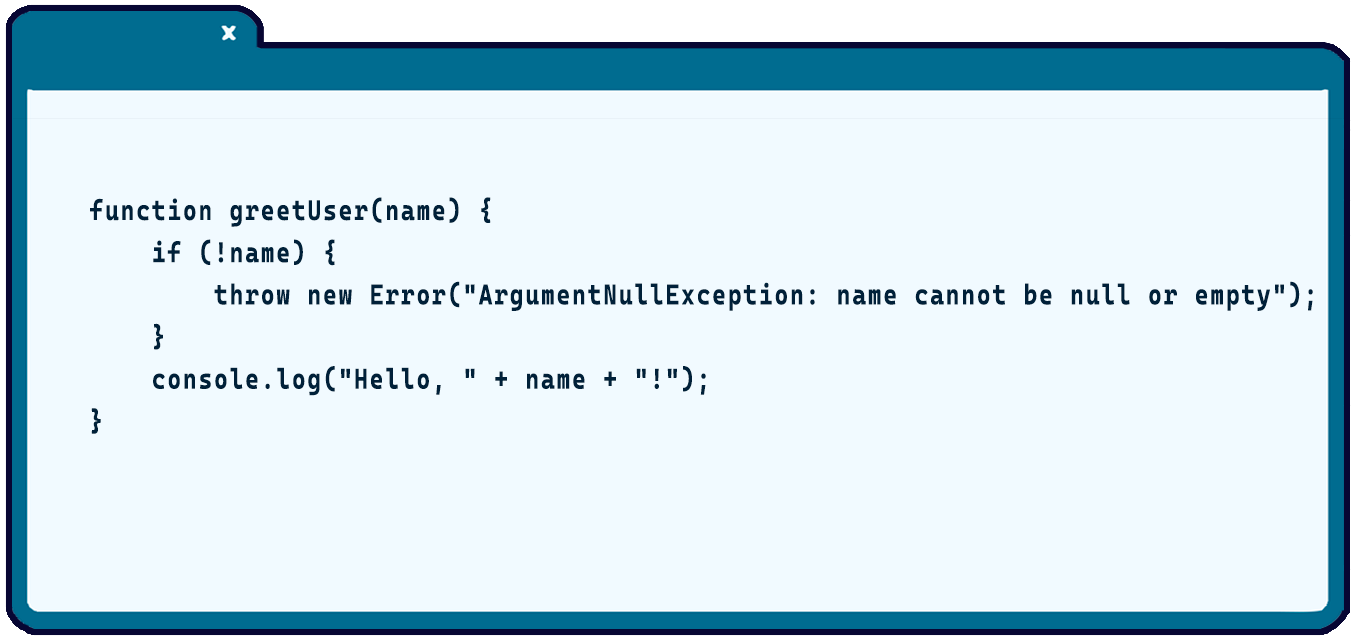 x
function greetUser(name) {
    if (!name) {
        throw new Error("ArgumentNullException: name cannot be null or empty");
    }
    console.log("Hello, " + name + "!");
}